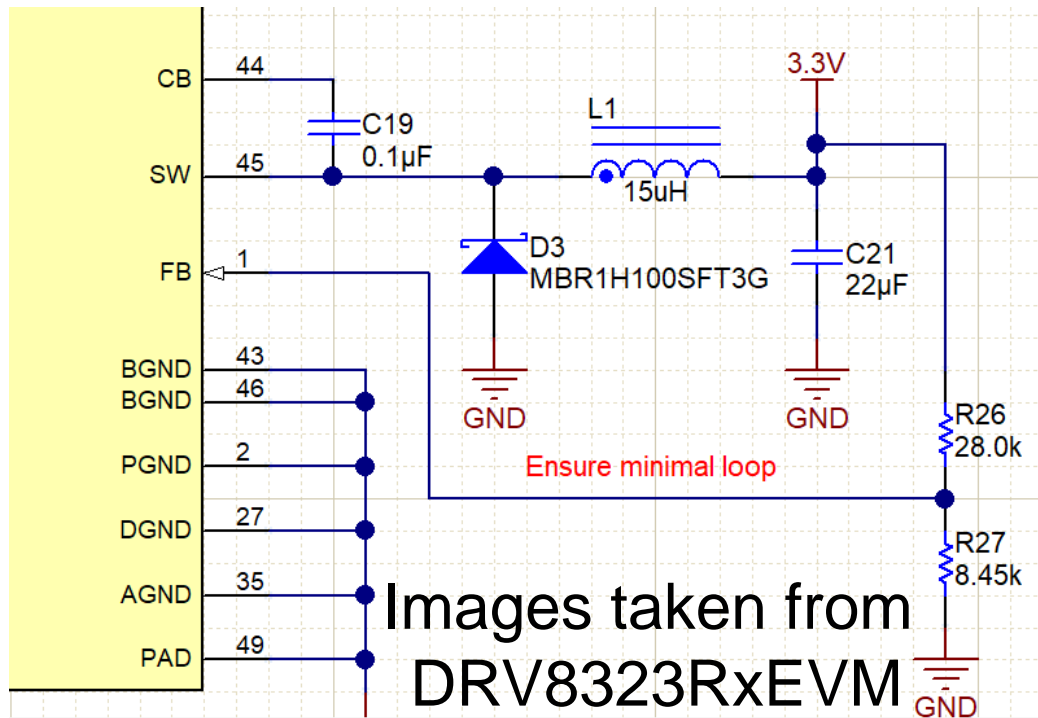 CB
44
C19
0.1µF
SW
45
L1
15uH
3.3V
FB
1
D3
MBR1H100SFT3G
C21
22µF
BGND
43
BGND
46
GND
GND
R26
28.0k
PGND
2
Ensure minimal loop
DGND
27
R27
8.45k
AGND
35
PAD
49
Images taken from
DRV8323RxEVM
GND